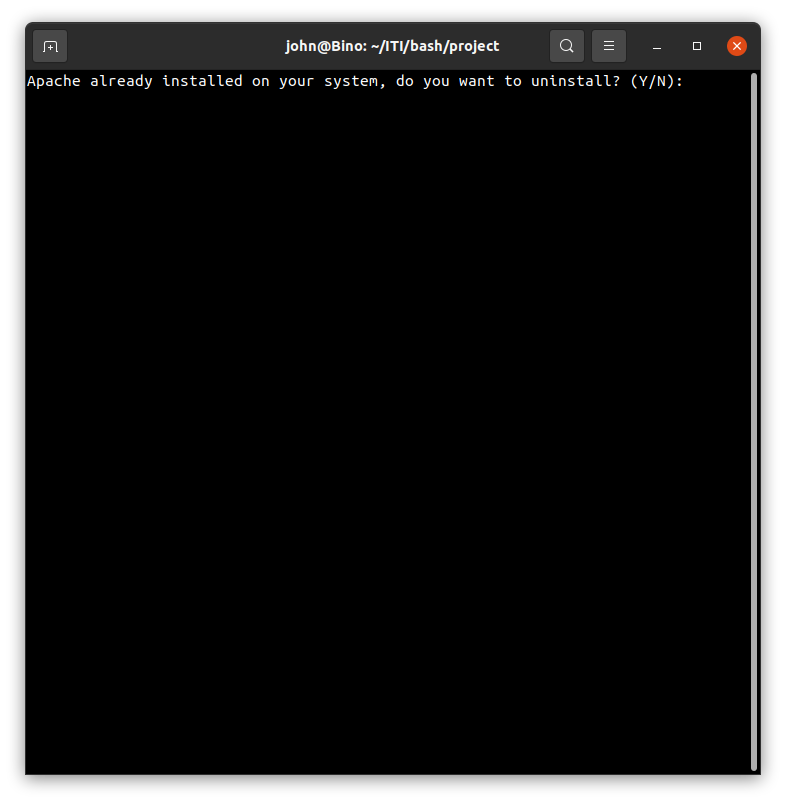 john@Bino: ~/ITI/bash/project
Apache already installed on your system, do you want to uninstall? (Y/N):